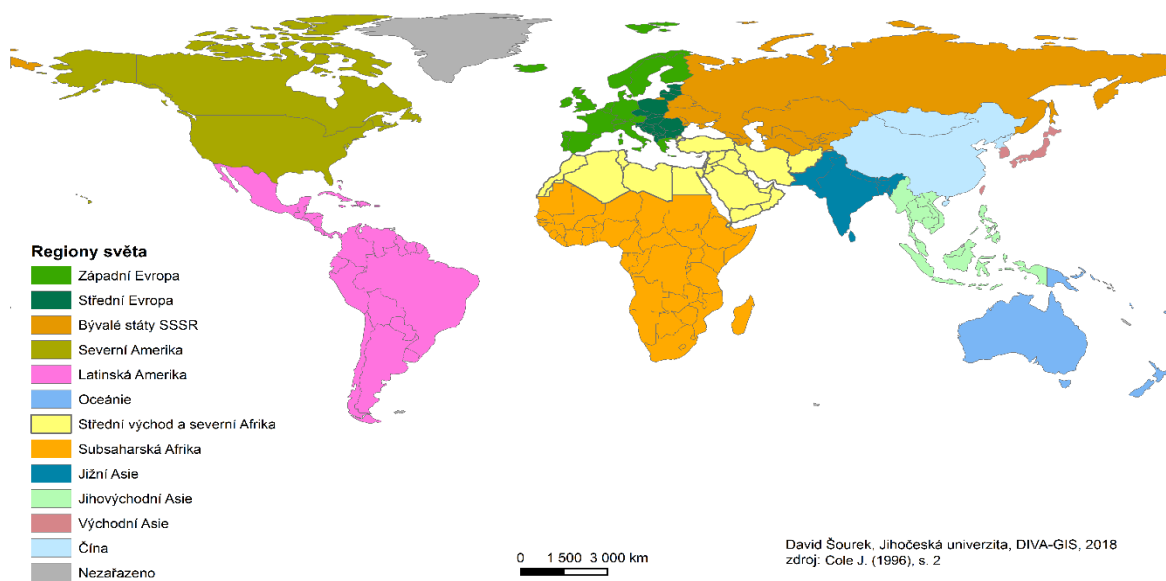 Regiony světa
Západní Evropa
Střední Evropa
Bývalé státy SSSR
Severní Amerika
Latinská Amerika
Oceánie
Střední východ a severní Afrika
Subsaharská Afrika
Jižní Asie
Jihovýchodní Asie
Východní Asie
Čína
Nezařazeno
0 1 500 3 000 km
David Šourek, Jihočeská univerzita, DIVA-GIS, 2018
zdroj: Cole J. (1996), s. 2